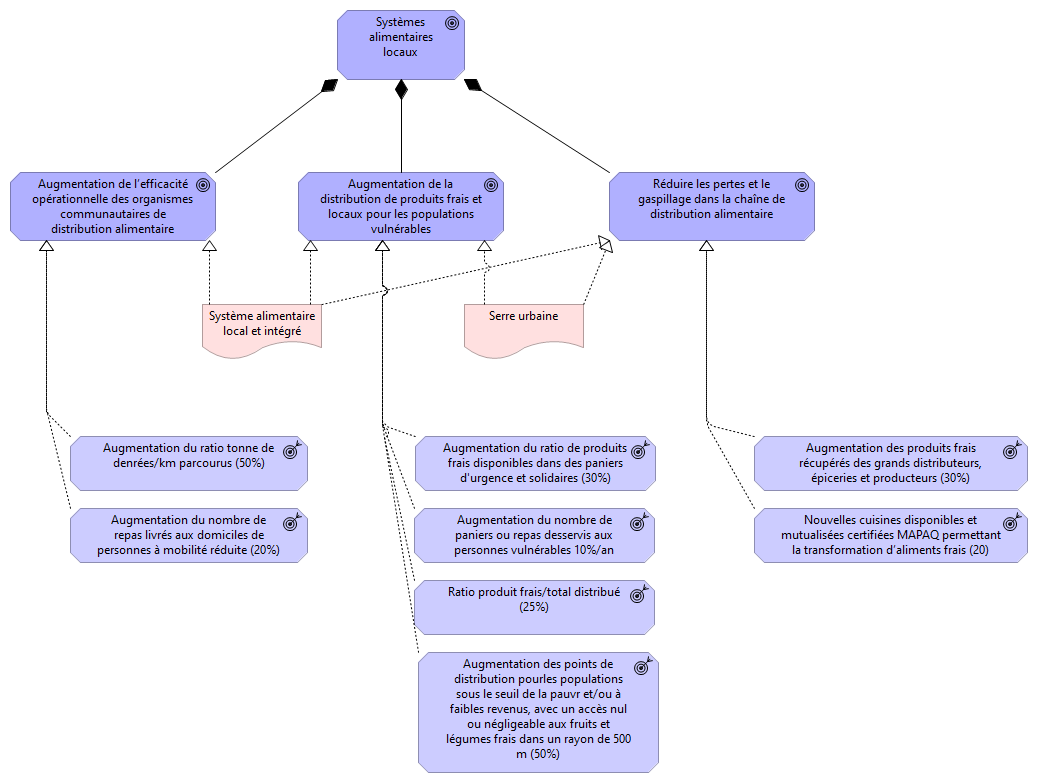 Systèmes
alimentaires
locaux
Augmentation de l'efficacité
opérationnelle des organismes
communautaires de
distribution alimentaire
Augmentation de la
distribution de produits frais et
locaux pour les populations
vulnérables
Réduire les pertes et le
gaspillage dans la chaîne de
distribution alimentaire
Système alimentaire
local et intégré
Serre urbaine
Augmentation du ratio tonne de
denrées/km parcourus (50%)
Augmentation du nombre de
repas livrés aux domiciles de
personnes à mobilité réduite (20%)
Augmentation du ratio de produits
frais disponibles dans des paniers
d'urgence et solidaires (30%)
Augmentation du nombre de
paniers ou repas desservis aux
personnes vulnérables 10%/an
Ratio produit frais/total distribué
(25%)
Augmentation des points de
distribution pourles populations
sous le seuil de la pauvr et/ou à
faibles revenus, avec un accès nul
ou négligeable aux fruits et
légumes frais dans un rayon de 500
m (50%)
Augmentation des produits frais
récupérés des grands distributeurs,
épiceries et producteurs (30%)
Nouvelles cuisines disponibles et
mutualisées certifiées MAPAQ permettant
la transformation d'aliments frais (20)